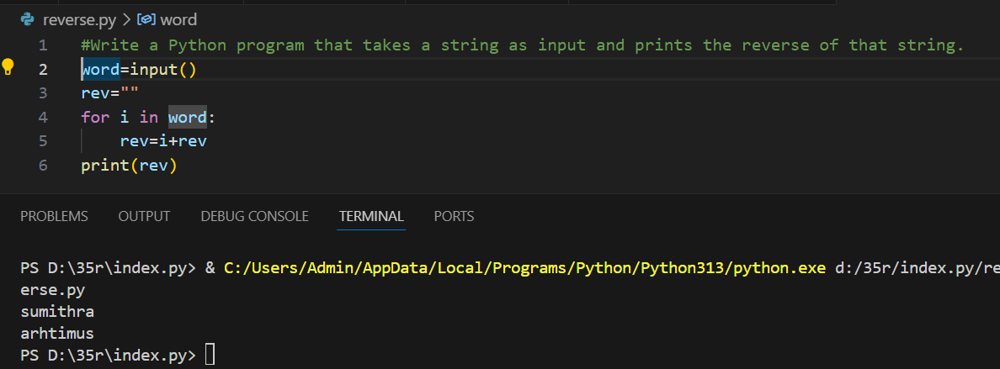 reverse.py > word
1 #Write a Python program that takes a string as input and prints the reverse of that string.
2 word=input()
3 rev=""
4 for i in word:
5     rev=i+rev
6 print(rev)
PROBLEMS OUTPUT DEBUG CONSOLE TERMINAL PORTS
PS D:\35r\index.py> & C:/Users/Admin/AppData/Local/Programs/Python/Python313/python.exe d:/35r/index.py/re
erse.py
sumithra
arhtimus
PS D:\35r\index.py>